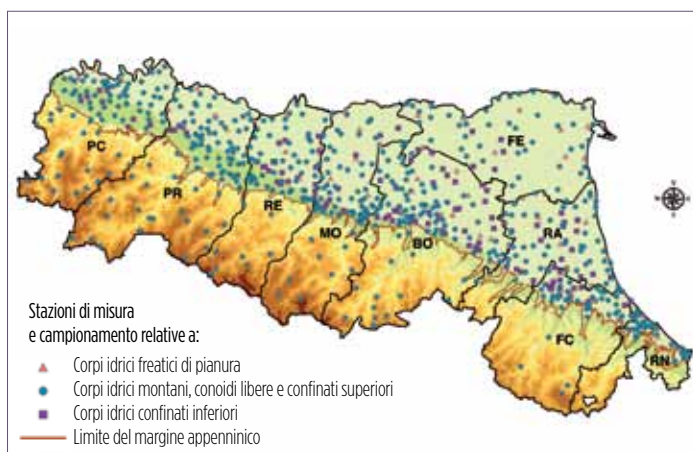 PC
PR
RE
MO
BO
FE
RA
FC
RN
Stazioni di misura
e campionamento relative a:
Corpi idrici freatici di pianura
Corpi idrici montani, conoidi libere e confinati superiori
Corpi idrici confinati inferiori
Limite del margine appenninico